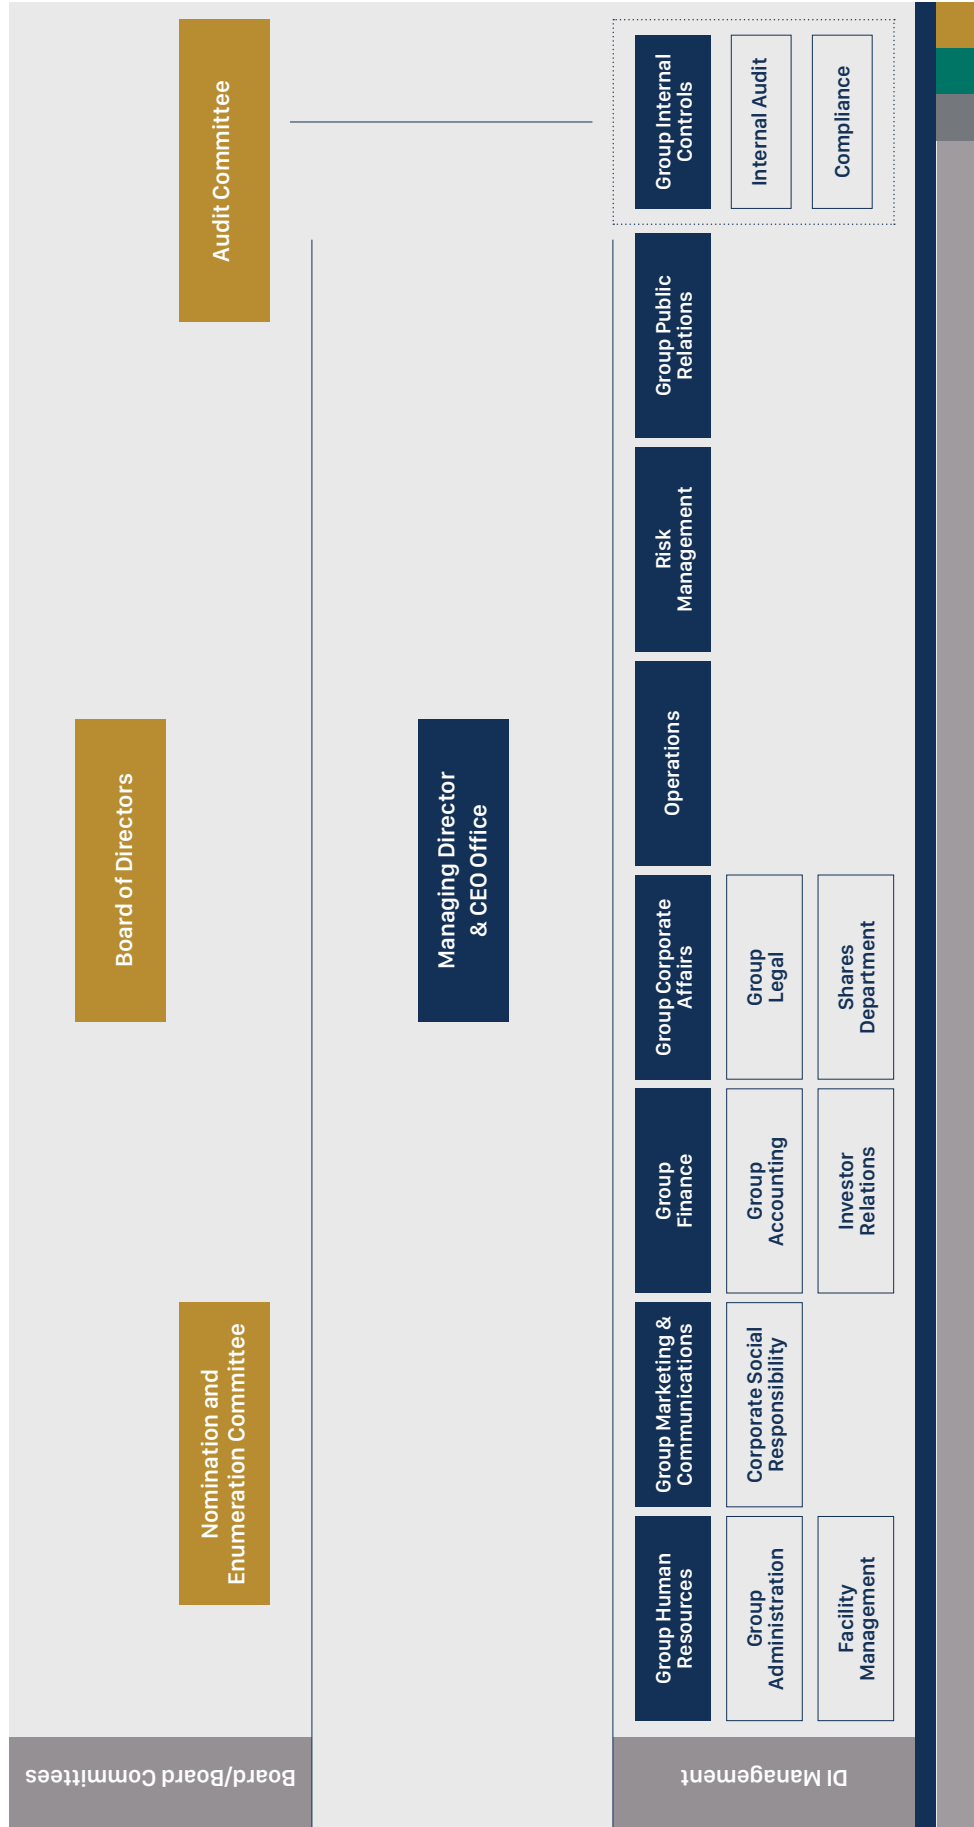 Board/Board Committees
Board of Directors
Nomination and
Enumeration Committee
Audit Committee
Managing Director
& CEO Office
DI Management
Group Human
Resources
Group
Administration
Facility
Management
Group Marketing &
Communications
Corporate Social
Responsibility
Group
Finance
Group
Accounting
Investor
Relations
Group Corporate
Affairs
Group
Legal
Shares
Department
Operations
Risk
Management
Group Public
Relations
Group Internal
Controls
Internal Audit
Compliance